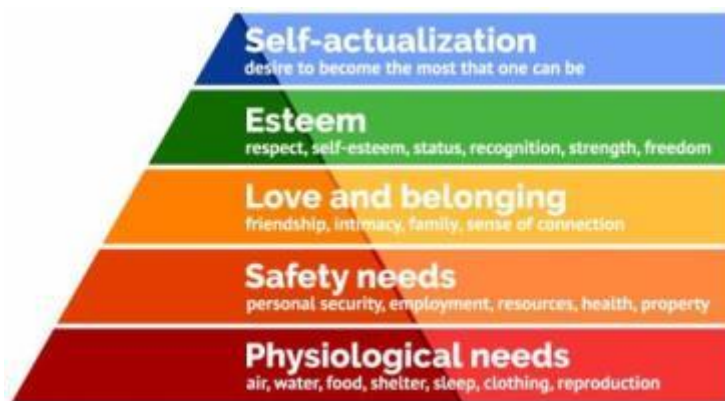 Self-actualization
desire to become the most that one can be
Esteem
respect, self-esteem, status, recognition, strength, freedom
Love and belonging
friendship, intimacy, family, sense of connection
Safety needs
personal security, employment, resources, health, property
Physiological needs
air, water, food, shelter, sleep, clothing, reproduction